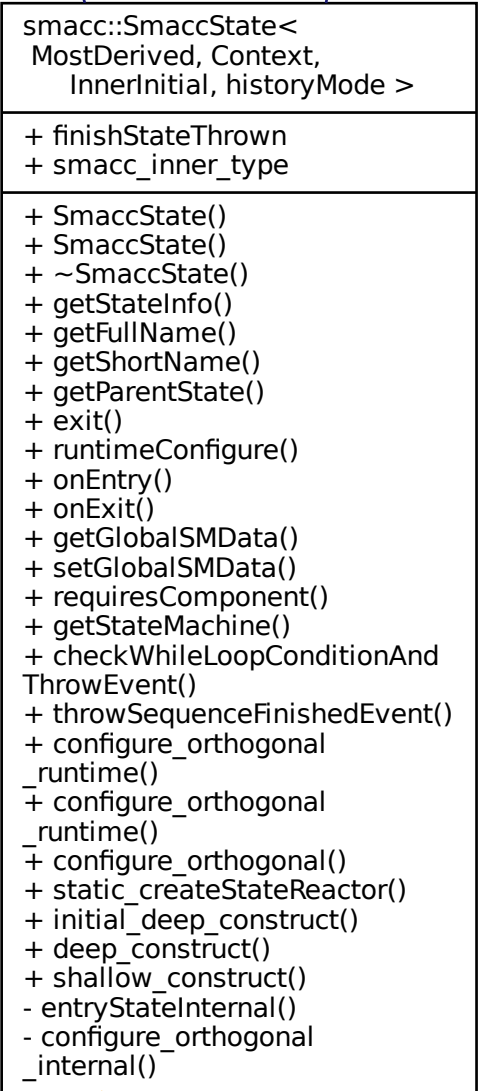 smacc::SmaccState<
MostDerived, Context,
InnerInitial, historyMode >
+ finishStateThrown
+ smacc_inner_type
+ SmaccState()
+ SmaccState()
+ ~SmaccState()
+ getStateInfo()
+ getFullName()
+ getShortName()
+ getParentState()
+ exit()
+ runtimeConfigure()
+ onEntry()
+ onExit()
+ getGlobalSMData()
+ setGlobalSMData()
+ requiresComponent()
+ getStateMachine()
+ checkWhileLoopConditionAnd
ThrowEvent()
+ throwSequenceFinishedEvent()
+ configure_orthogonal
_runtime()
+ configure_orthogonal
_runtime()
+ configure_orthogonal()
+ static_createStateReactor()
+ initial_deep_construct()
+ deep_construct()
+ shallow_construct()
- entryStateInternal()
- configure_orthogonal
_internal()